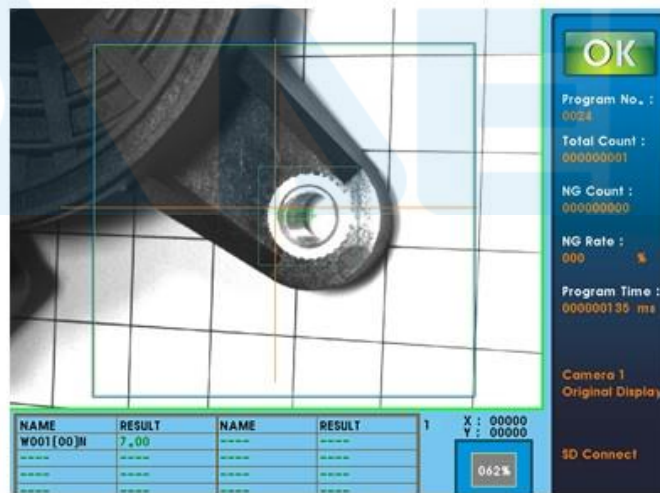 OK
Program No. :
0024
Total Count :
000000001
NG Count :
000000000
NG Rate :
000 %
Program Time :
000000135 ms
Camera 1
Original Display
SD Connect
NAME RESULT NAME RESULT 1 X : 00000
Y : 00000
W001[00]N 7.00 ---- ----
---- ---- ---- ----
---- ---- ---- ----
---- ---- ---- ----
062%